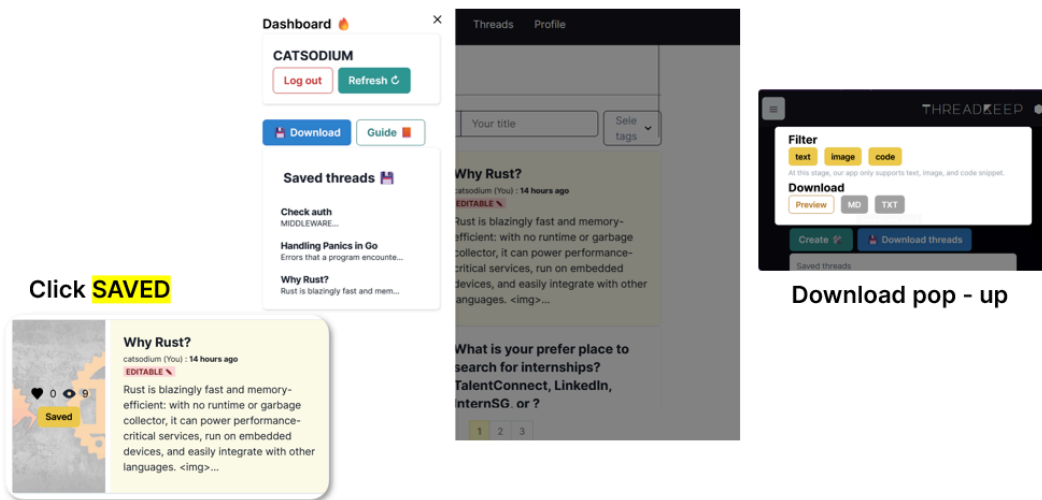 Dashboard 🔥
×
CATSODIUM
Log out
Refresh
💾 Download
Guide 📕
Saved threads 💾
Check auth
MIDDLEWARE...
Handling Panics in Go
Errors that a program encounte...
Why Rust?
Rust is blazingly fast and mem...
Threads
Profile
Your title
Sele
tags
Why Rust?
catsodium (You) : 14 hours ago
EDITABLE
Rust is blazingly fast and memory-
efficient: with no runtime or garbage
collector, it can power performance-
critical services, run on embedded
devices, and easily integrate with other
languages. <img>...
What is your prefer place to
search for internships?
TalentConnect, LinkedIn,
InternSG, or ?
1 2 3
THREADKEEP
Filter
text
image
code
At this stage, our app only supports text, image, and code snippet.
Download
Preview
MD
TXT
Create 🛠
💾 Download threads
Saved threads
Download pop - up
Click SAVED
0
9
Saved
Why Rust?
catsodium (You) : 14 hours ago
EDITABLE
Rust is blazingly fast and memory-
efficient: with no runtime or garbage
collector, it can power performance-
critical services, run on embedded
devices, and easily integrate with other
languages. <img>...